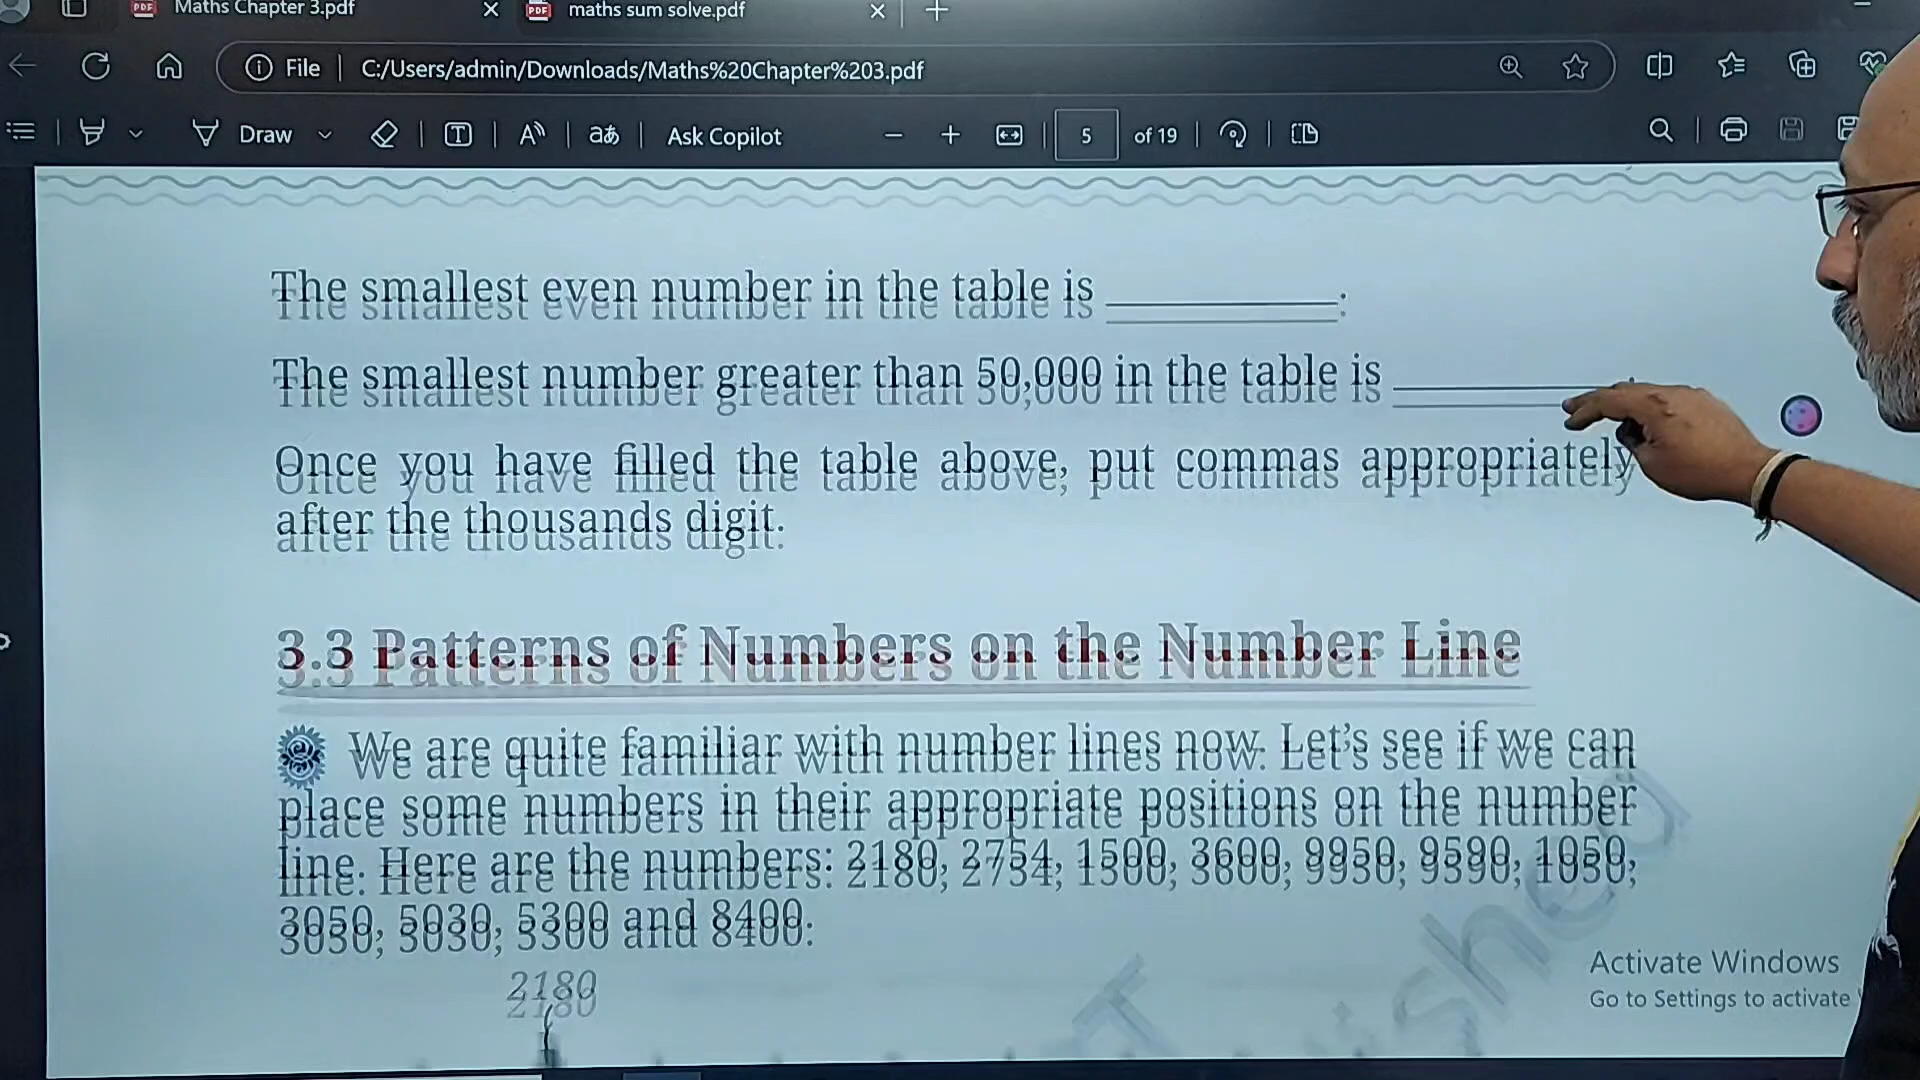 Maths Chapter 3.pdf
maths sum solve.pdf
File
C:/Users/admin/Downloads/Maths%20Chapter%203.pdf
Draw
Ask Copilot
5 of 19
The smallest even number in the table is ________.
The smallest number greater than 50,000 in the table is ________
Once you have filled the table above, put commas appropriately
after the thousands digit.
3.3 Patterns of Numbers on the Number Line
We are quite familiar with number lines now. Let's see if we can
place some numbers in their appropriate positions on the number
line. Here are the numbers: 2180, 2754, 1500, 3600, 9950, 9590, 1050,
3050, 5030, 5300 and 8400.
2180
Activate Windows
Go to Settings to activate